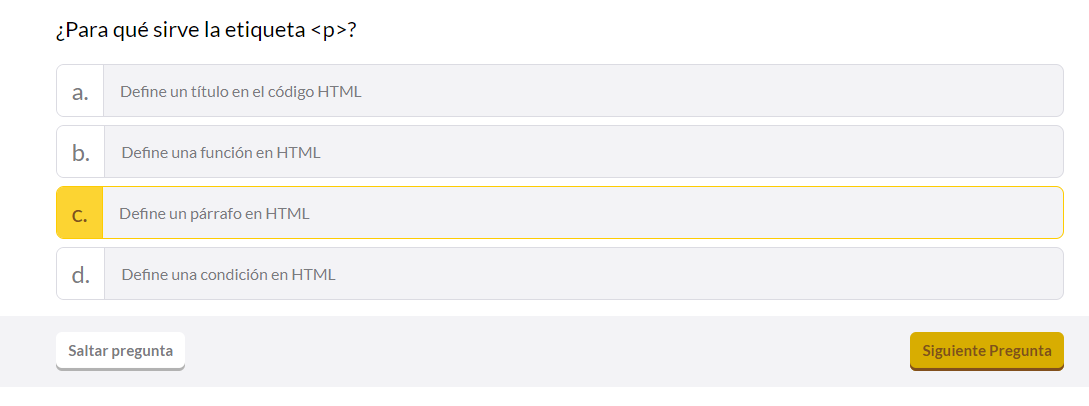 ¿Para qué sirve la etiqueta <p>?
a. Define un título en el código HTML
b. Define una función en HTML
c. Define un párrafo en HTML
d. Define una condición en HTML
Saltar pregunta Siguiente Pregunta